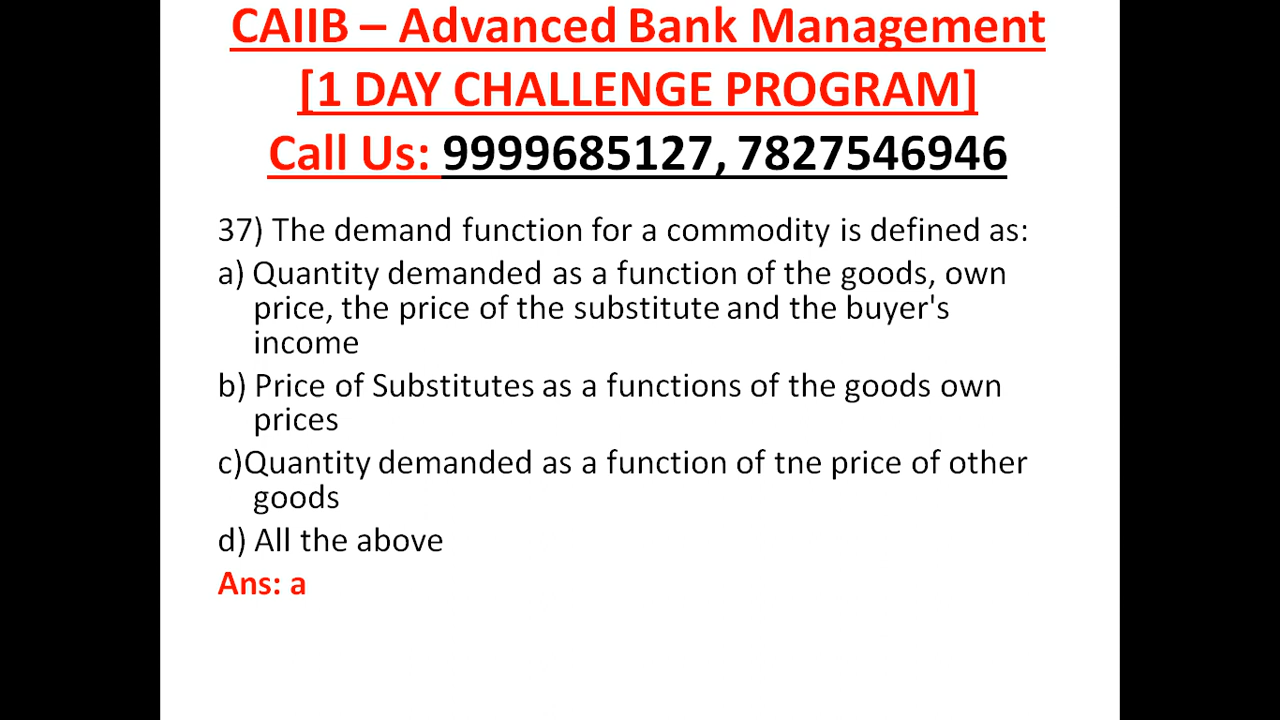 CAIIB – Advanced Bank Management
[1 DAY CHALLENGE PROGRAM]
Call Us: 9999685127, 7827546946
37) The demand function for a commodity is defined as:
a) Quantity demanded as a function of the goods, own
price, the price of the substitute and the buyer's
income
b) Price of Substitutes as a functions of the goods own
prices
c)Quantity demanded as a function of tne price of other
goods
d) All the above
Ans: a